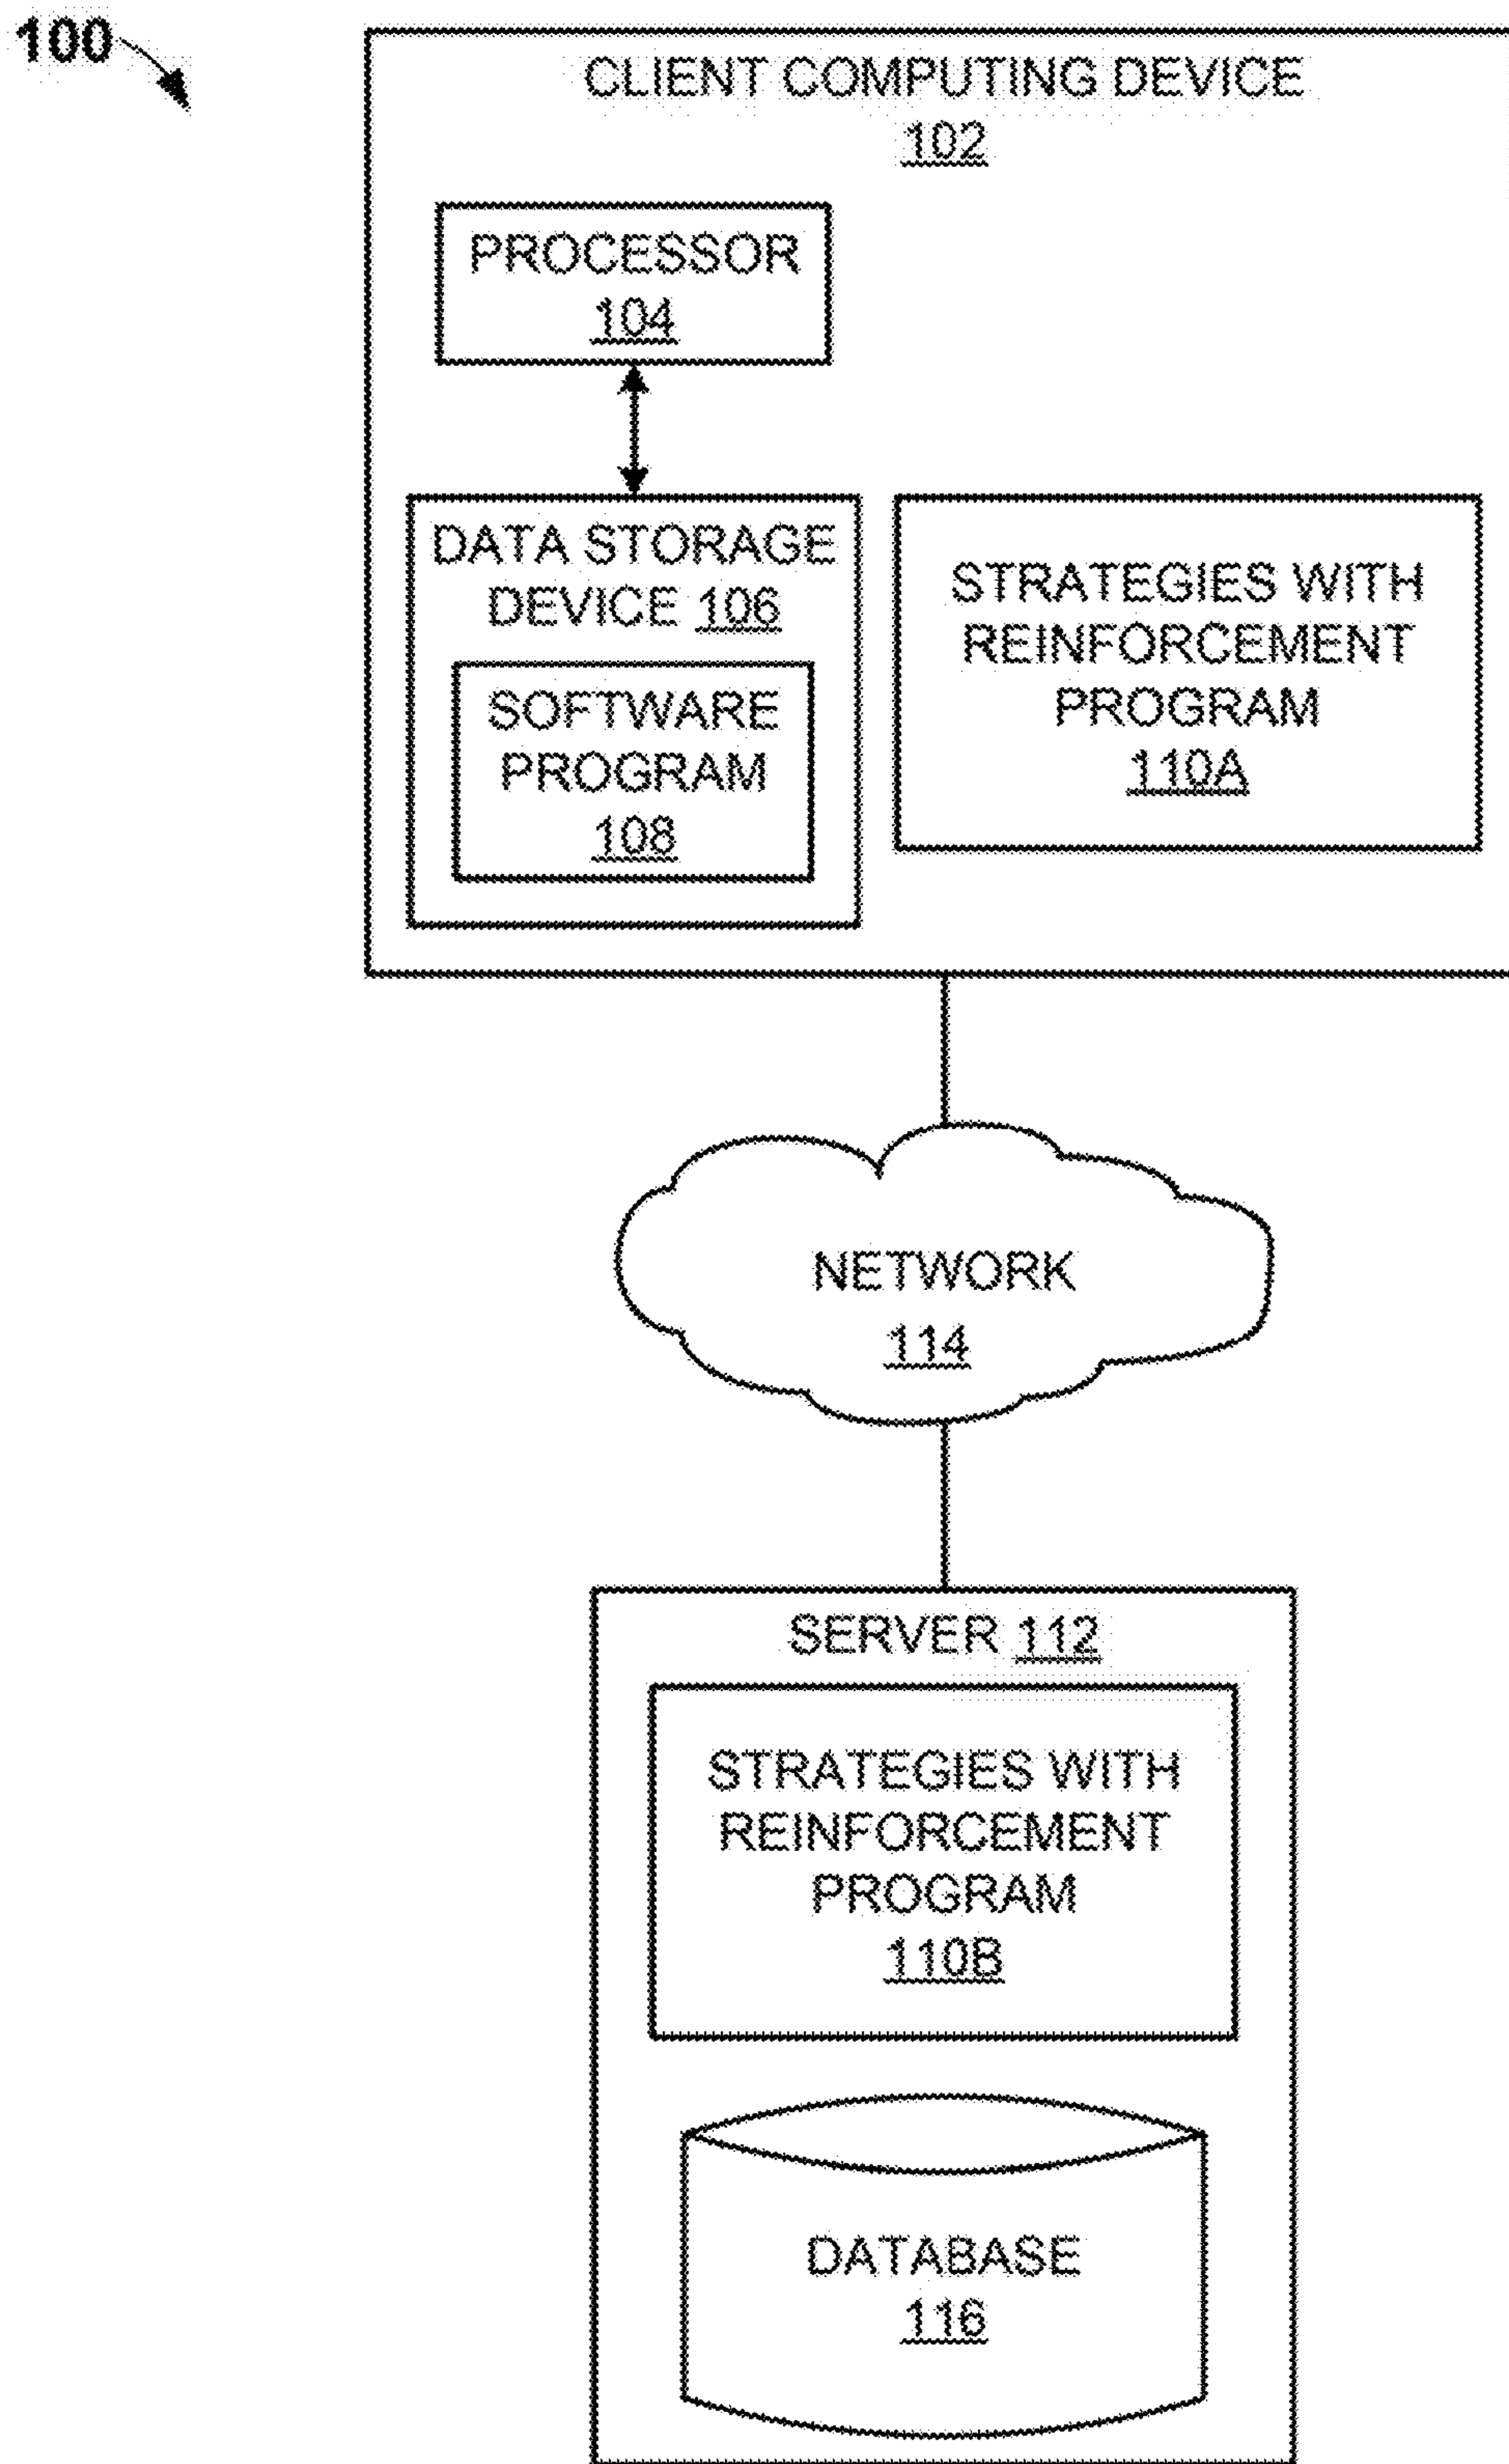 100
CLIENT COMPUTING DEVICE
102
PROCESSOR
104
DATA STORAGE
DEVICE 106
SOFTWARE
PROGRAM
108
STRATEGIES WITH
REINFORCEMENT
PROGRAM
110A
NETWORK
114
SERVER 112
STRATEGIES WITH
REINFORCEMENT
PROGRAM
110B
DATABASE
116